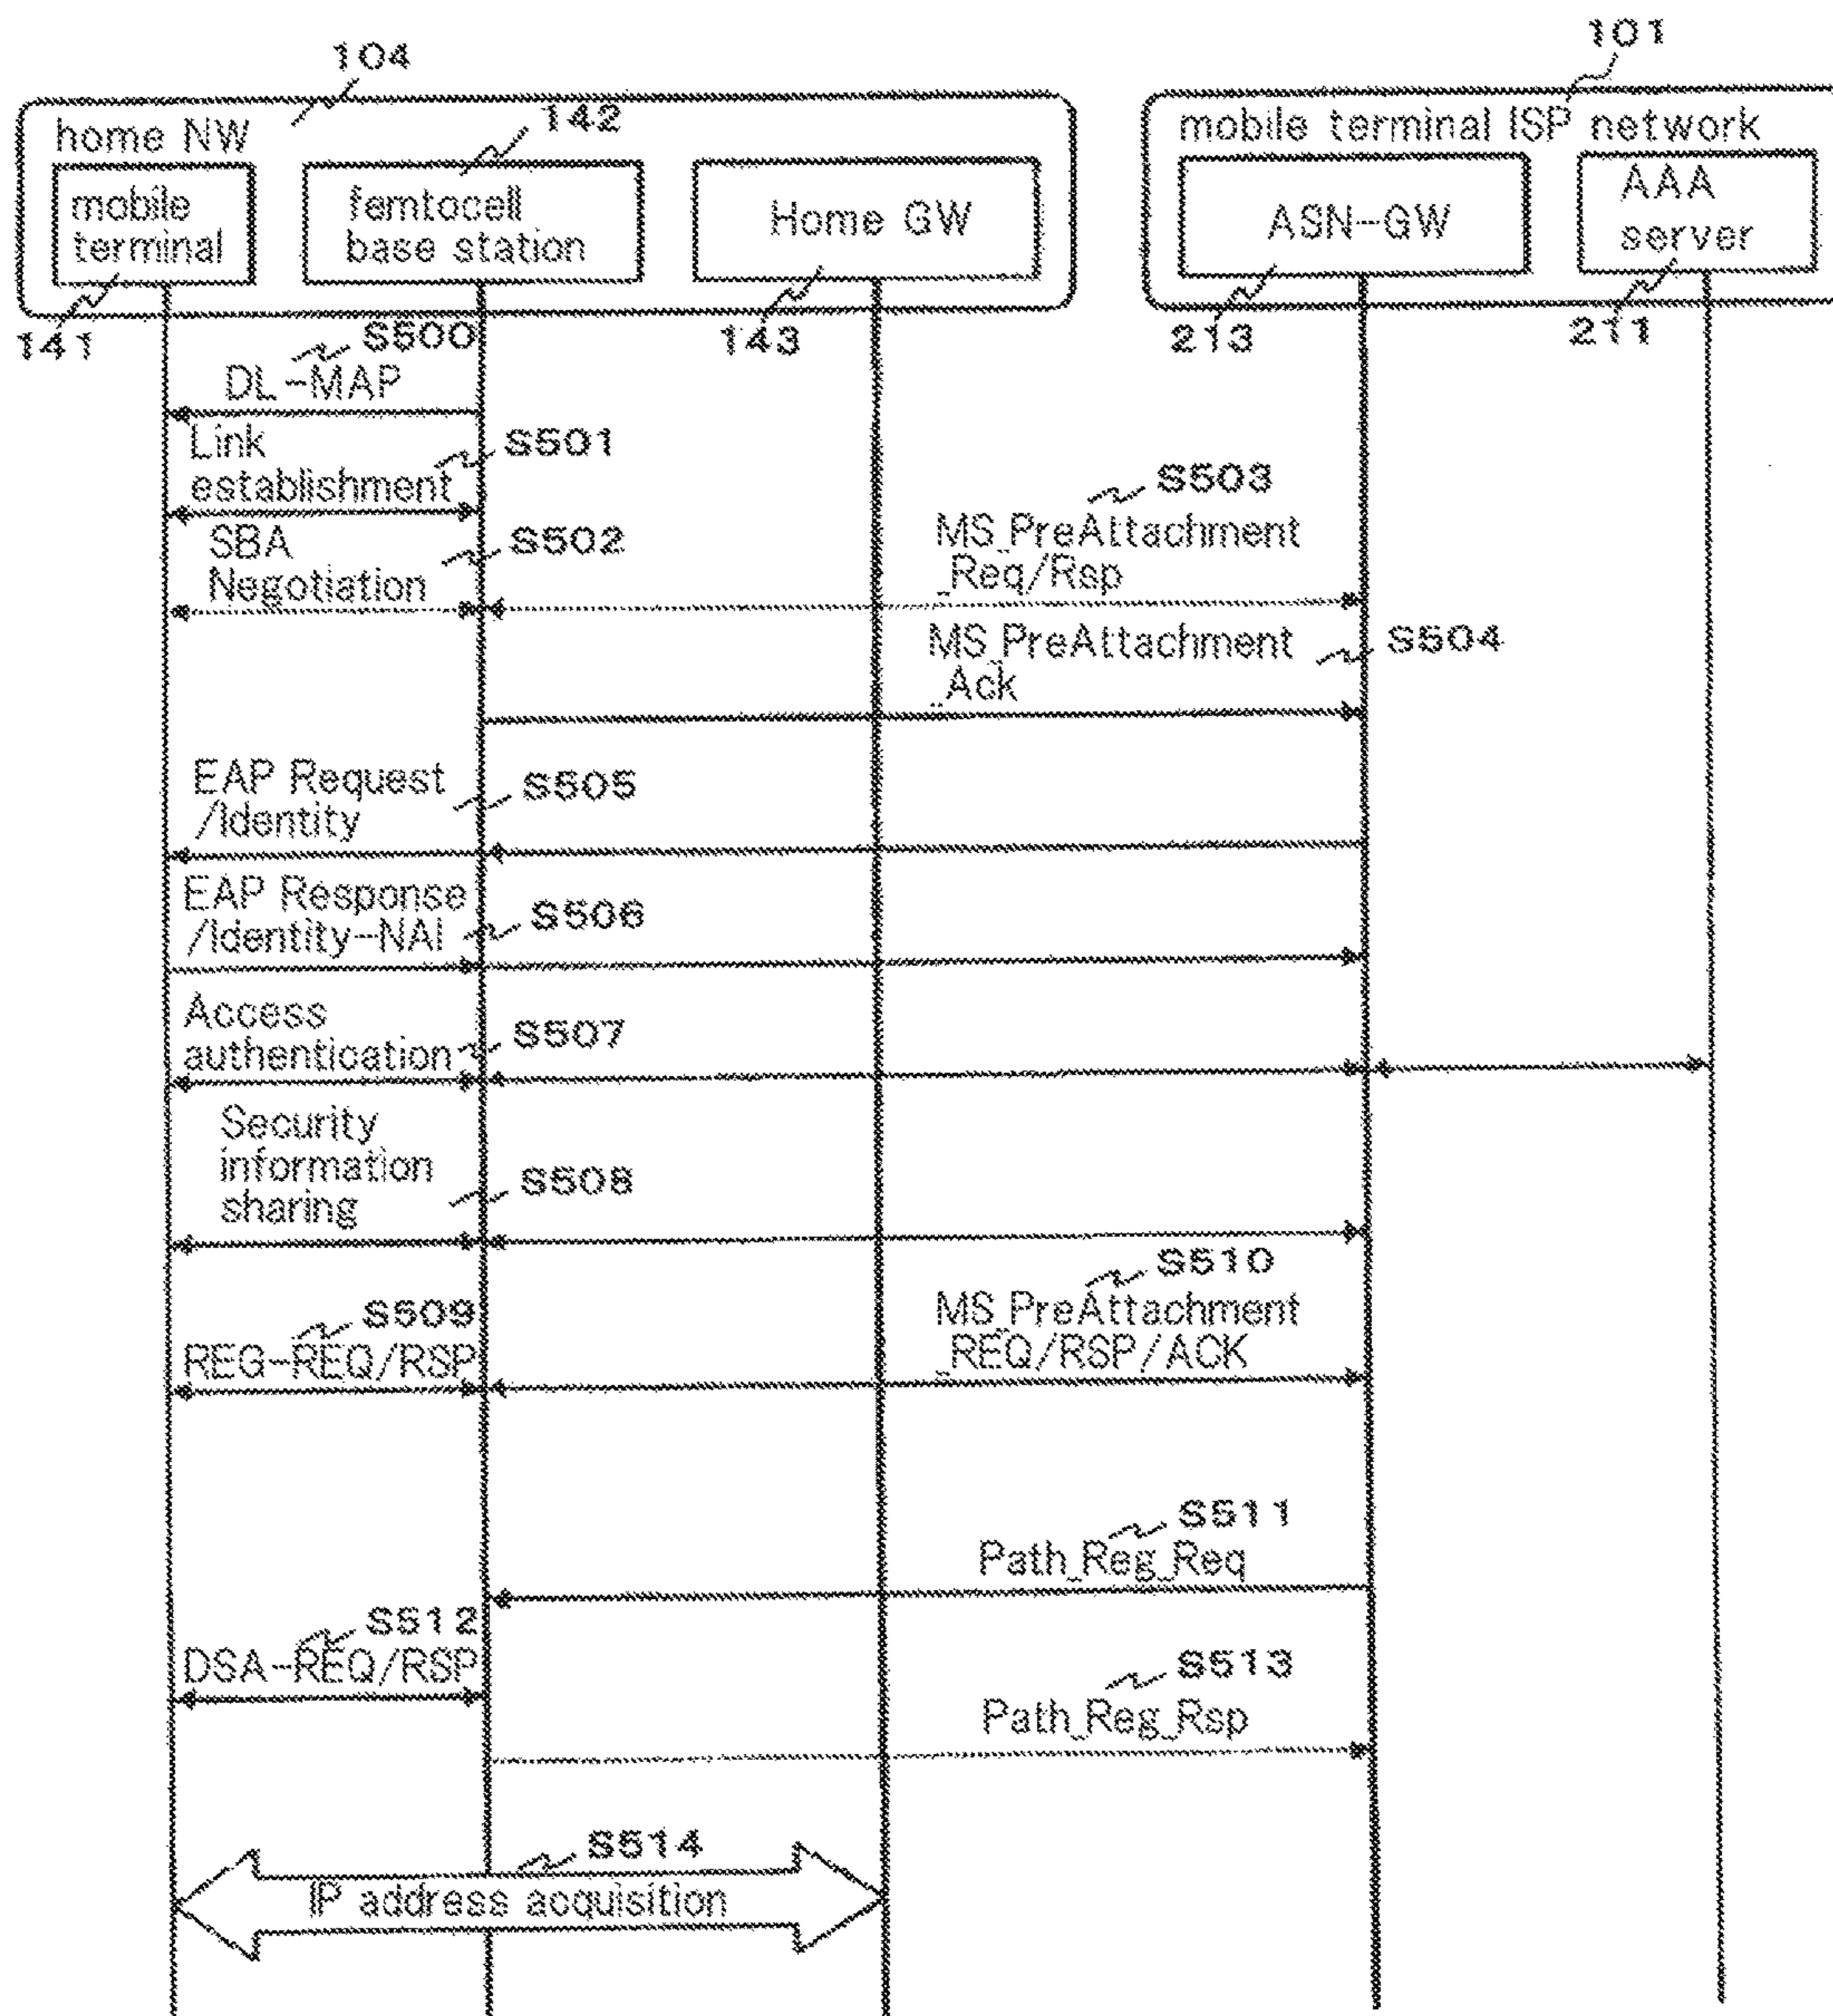 104
101
home NW
142
mobile terminal ISP network
mobile
terminal
femtocell
base station
Home GW
ASN-GW
AAA
server
141
143
213
211
S500
DL-MAP
Link
establishment
S501
SBA
Negotiation
S502
S503
MS_PreAttachment
_Req/Rsp
MS_PreAttachment
_Ack
S504
EAP Request
/Identity
S505
EAP Response
/Identity-NAI
S506
Access
authentication
S507
Security
information
sharing
S508
S509
REG-REQ/RSP
S510
MS_PreAttachment
_REQ/RSP/ACK
S511
Path_Reg_Req
S512
DSA-REQ/RSP
S513
Path_Reg_Rsp
S514
IP address acquisition